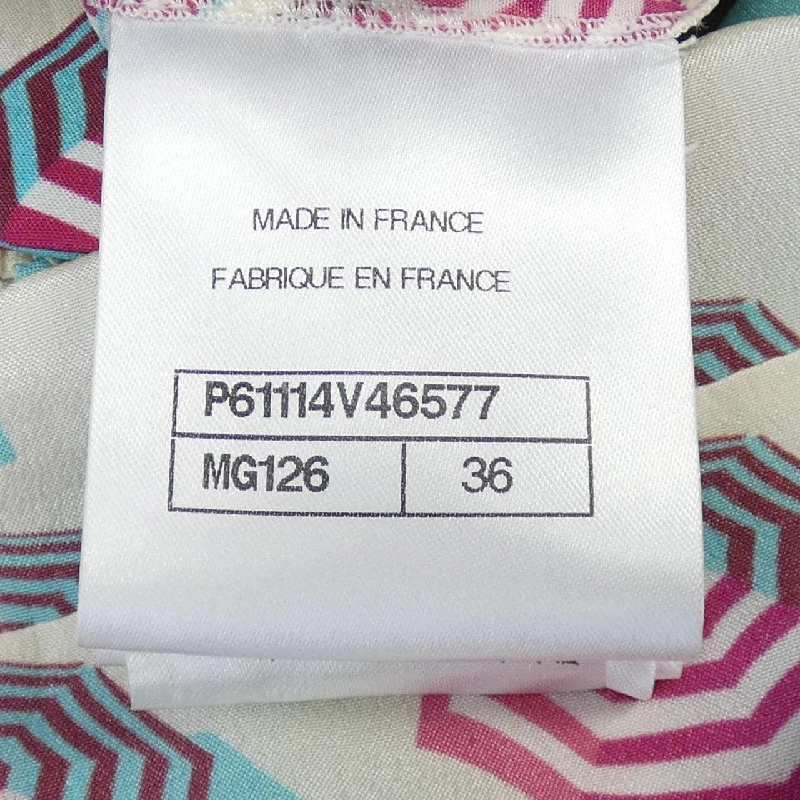 MADE IN FRANCE
FABRIQUE EN FRANCE
P61114V46577
MG126 36